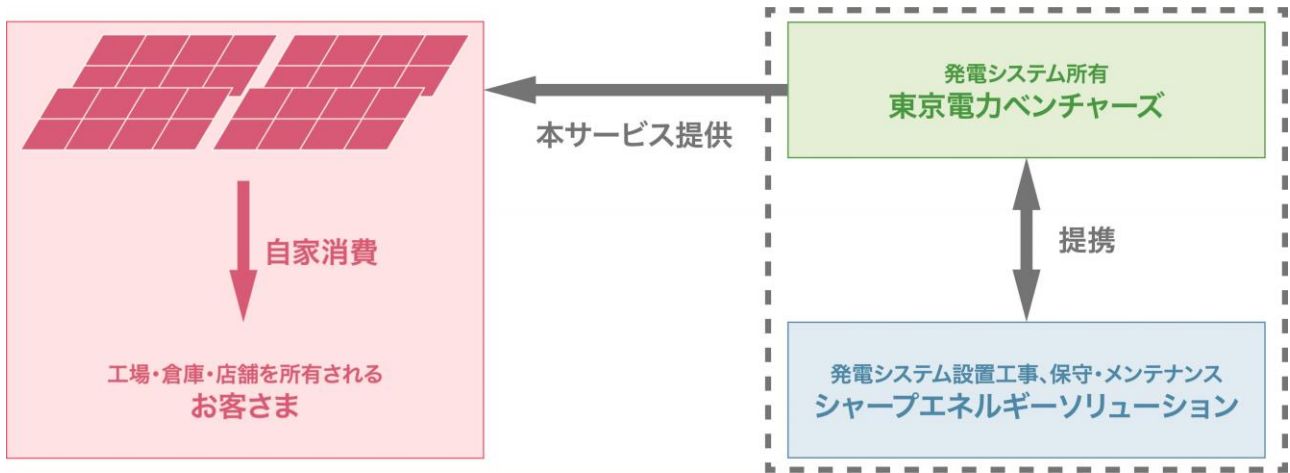 自家消費
工場・倉庫・店舗を所有される
お客さま
本サービス提供
発電システム所有
東京電力ベンチャーズ
提携
発電システム設置工事、保守・メンテナンス
シャープエネルギーソリューション